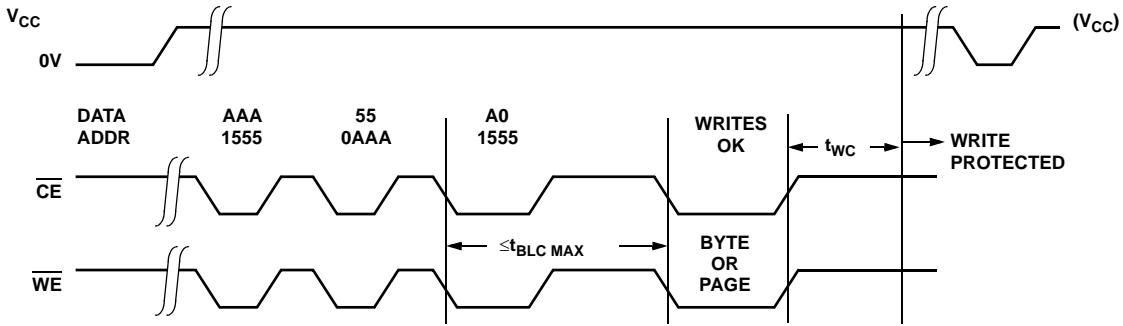 VCC
(VCC)
0V
DATA AAA 55 A0
ADDR 1555 0AAA 1555
WRITES
OK
tWC
WRITE
PROTECTED
CE
≤tBLC MAX
BYTE
OR
PAGE
WE